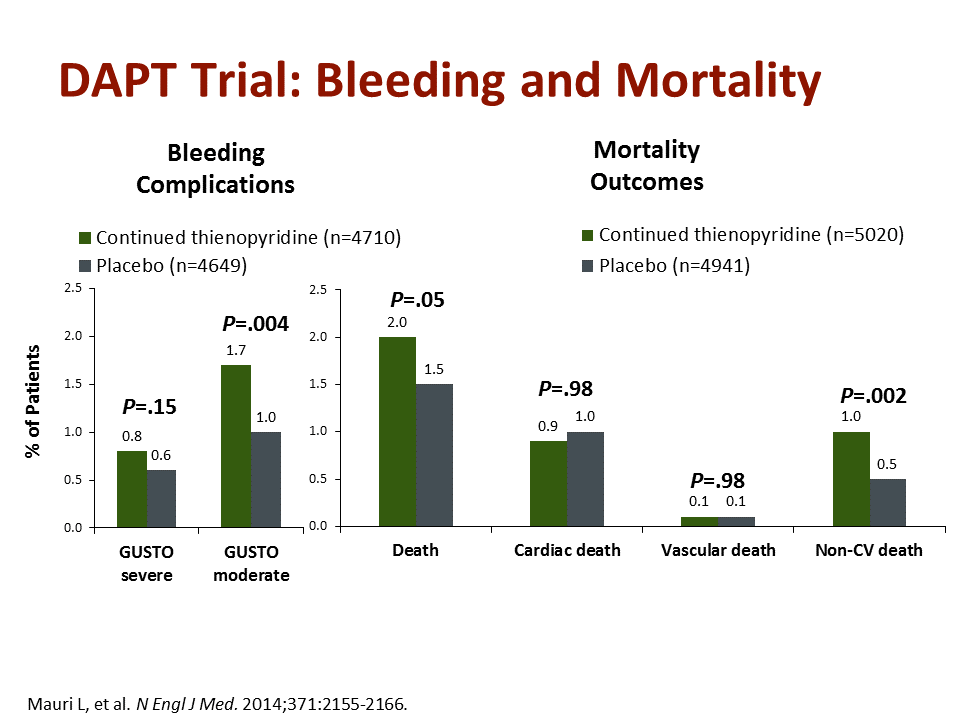 DAPT Trial: Bleeding and Mortality
Bleeding
Complications
Continued thienopyridine (n=4710)
Placebo (n=4649)
% of Patients
2.5
2.0
1.5
1.0
0.5
0.0
P=.15
0.8
0.6
P=.004
1.7
1.0
GUSTO
severe
GUSTO
moderate
Mortality
Outcomes
Continued thienopyridine (n=5020)
Placebo (n=4941)
2.5
2.0
1.5
1.0
0.5
0.0
P=.05
2.0
1.5
P=.98
0.9
1.0
P=.98
0.1
0.1
P=.002
1.0
0.5
Death
Cardiac death
Vascular death
Non-CV death
Mauri L, et al. N Engl J Med. 2014;371:2155-2166.